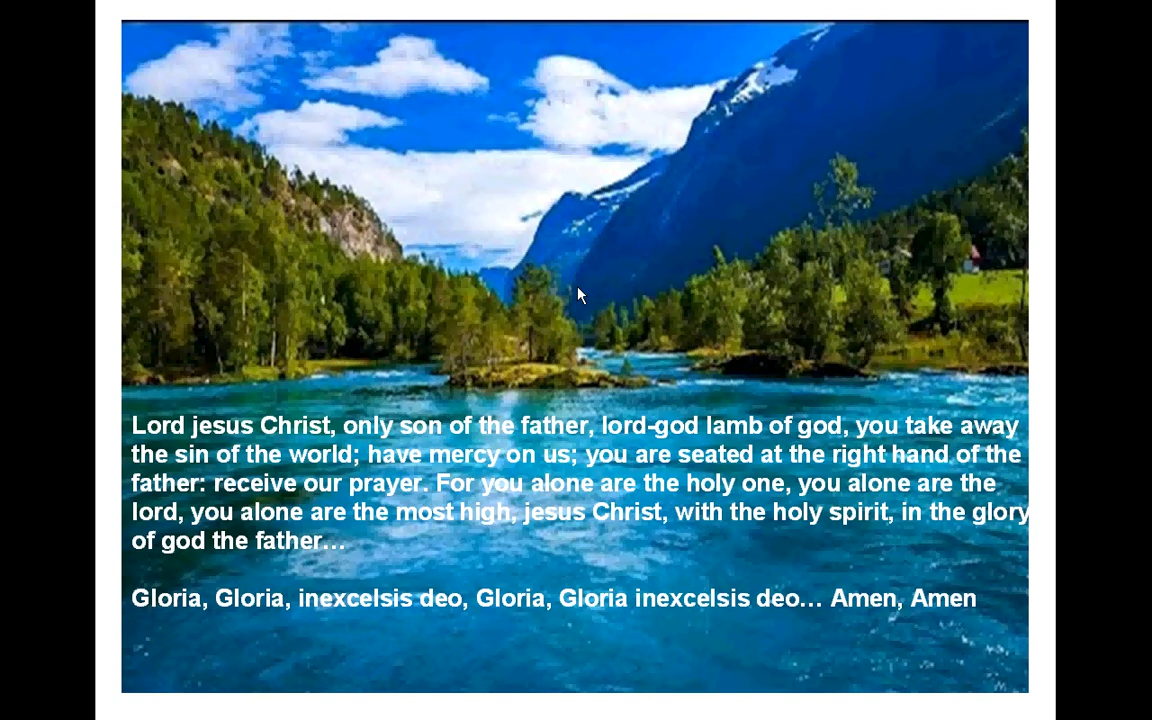 Lord jesus Christ, only son of the father, lord-god lamb of god, you take away
the sin of the world; have mercy on us; you are seated at the right hand of the
father: receive our prayer. For you alone are the holy one, you alone are the
lord, you alone are the most high, jesus Christ, with the holy spirit, in the glory
of god the father...
Gloria, Gloria, inexcelsis deo, Gloria, Gloria inexcelsis deo... Amen, Amen